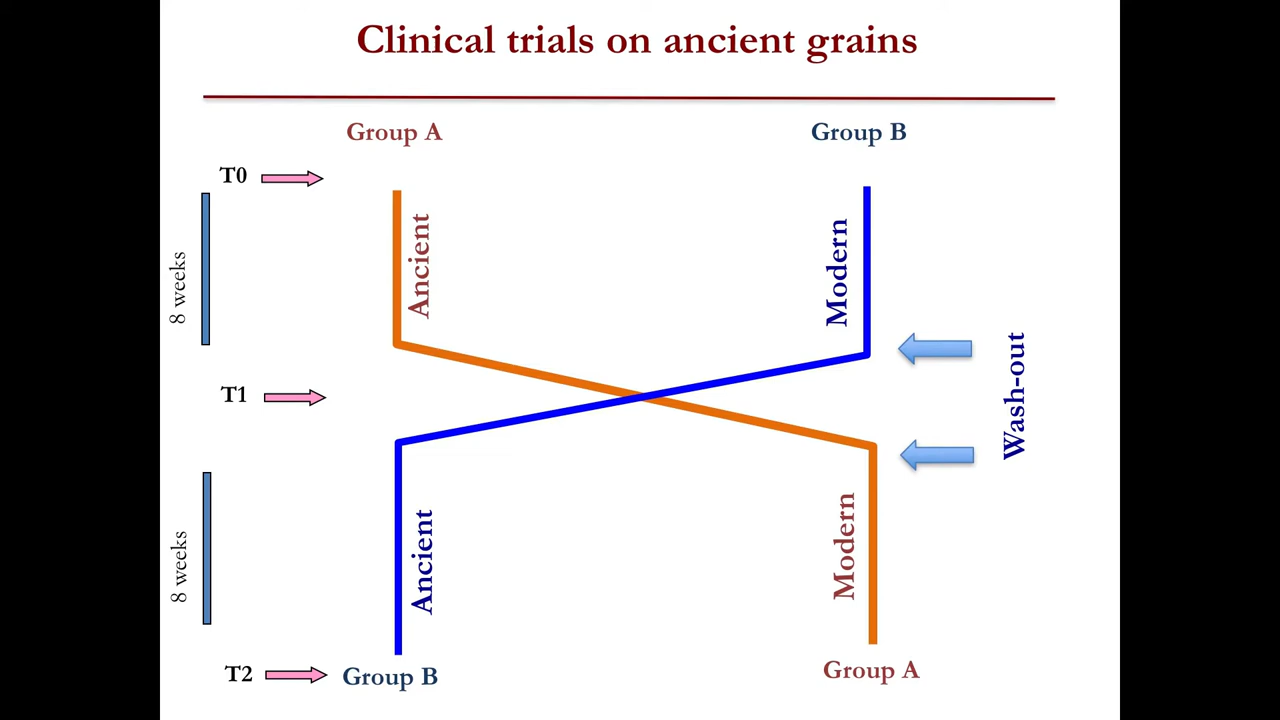 Clinical trials on ancient grains
Group A
Group B
T0
8 weeks
Ancient
Modern
T1
Wash-out
8 weeks
Ancient
Modern
T2
Group B
Group A